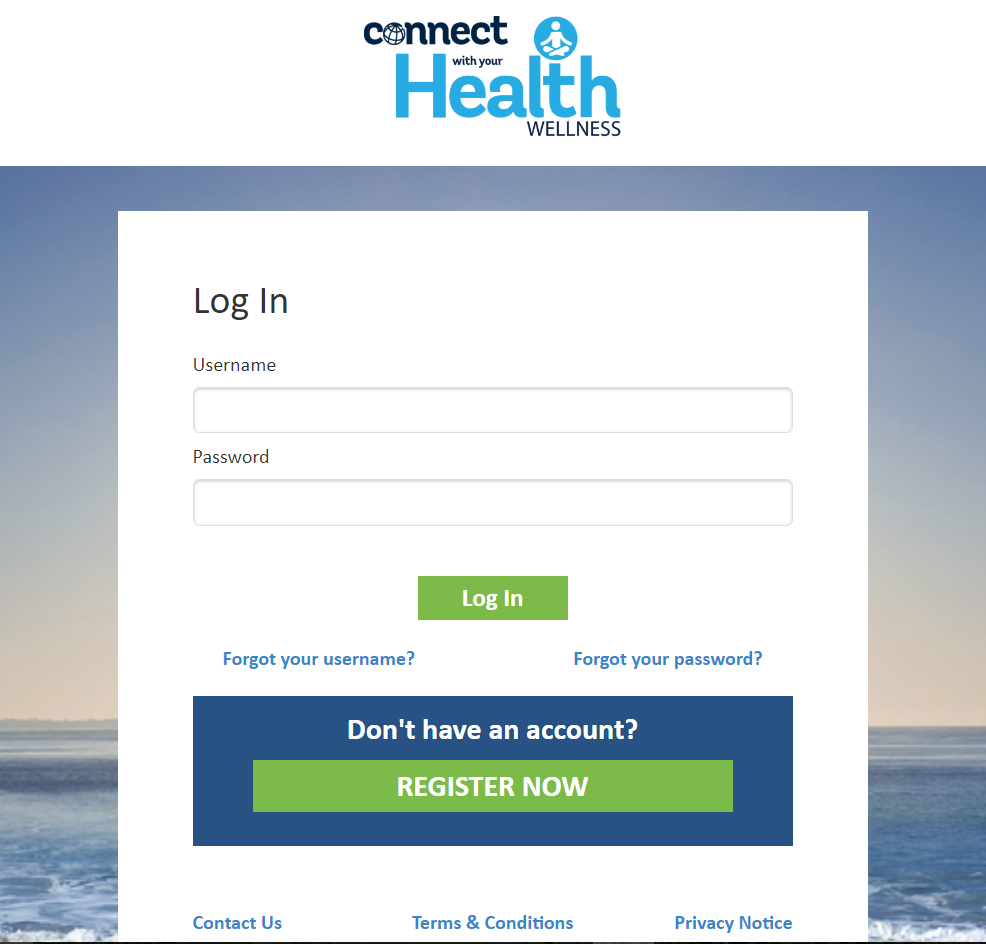 connect
with your
Health
WELLNESS
Log In
Username
Password
Log In
Forgot your username? Forgot your password?
Don't have an account?
REGISTER NOW
Contact Us Terms & Conditions Privacy Notice